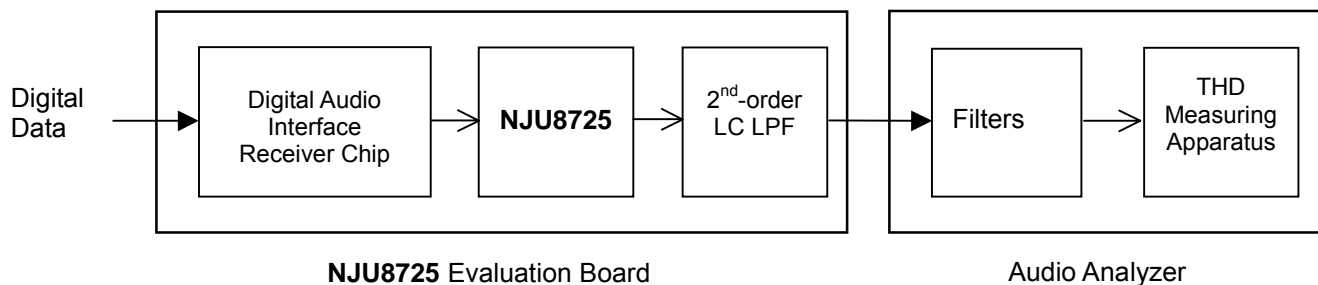 Digital
Data
Digital Audio
Interface
Receiver Chip
NJU8725
2nd-order
LC LPF
Filters
THD
Measuring
Apparatus
NJU8725 Evaluation Board
Audio Analyzer